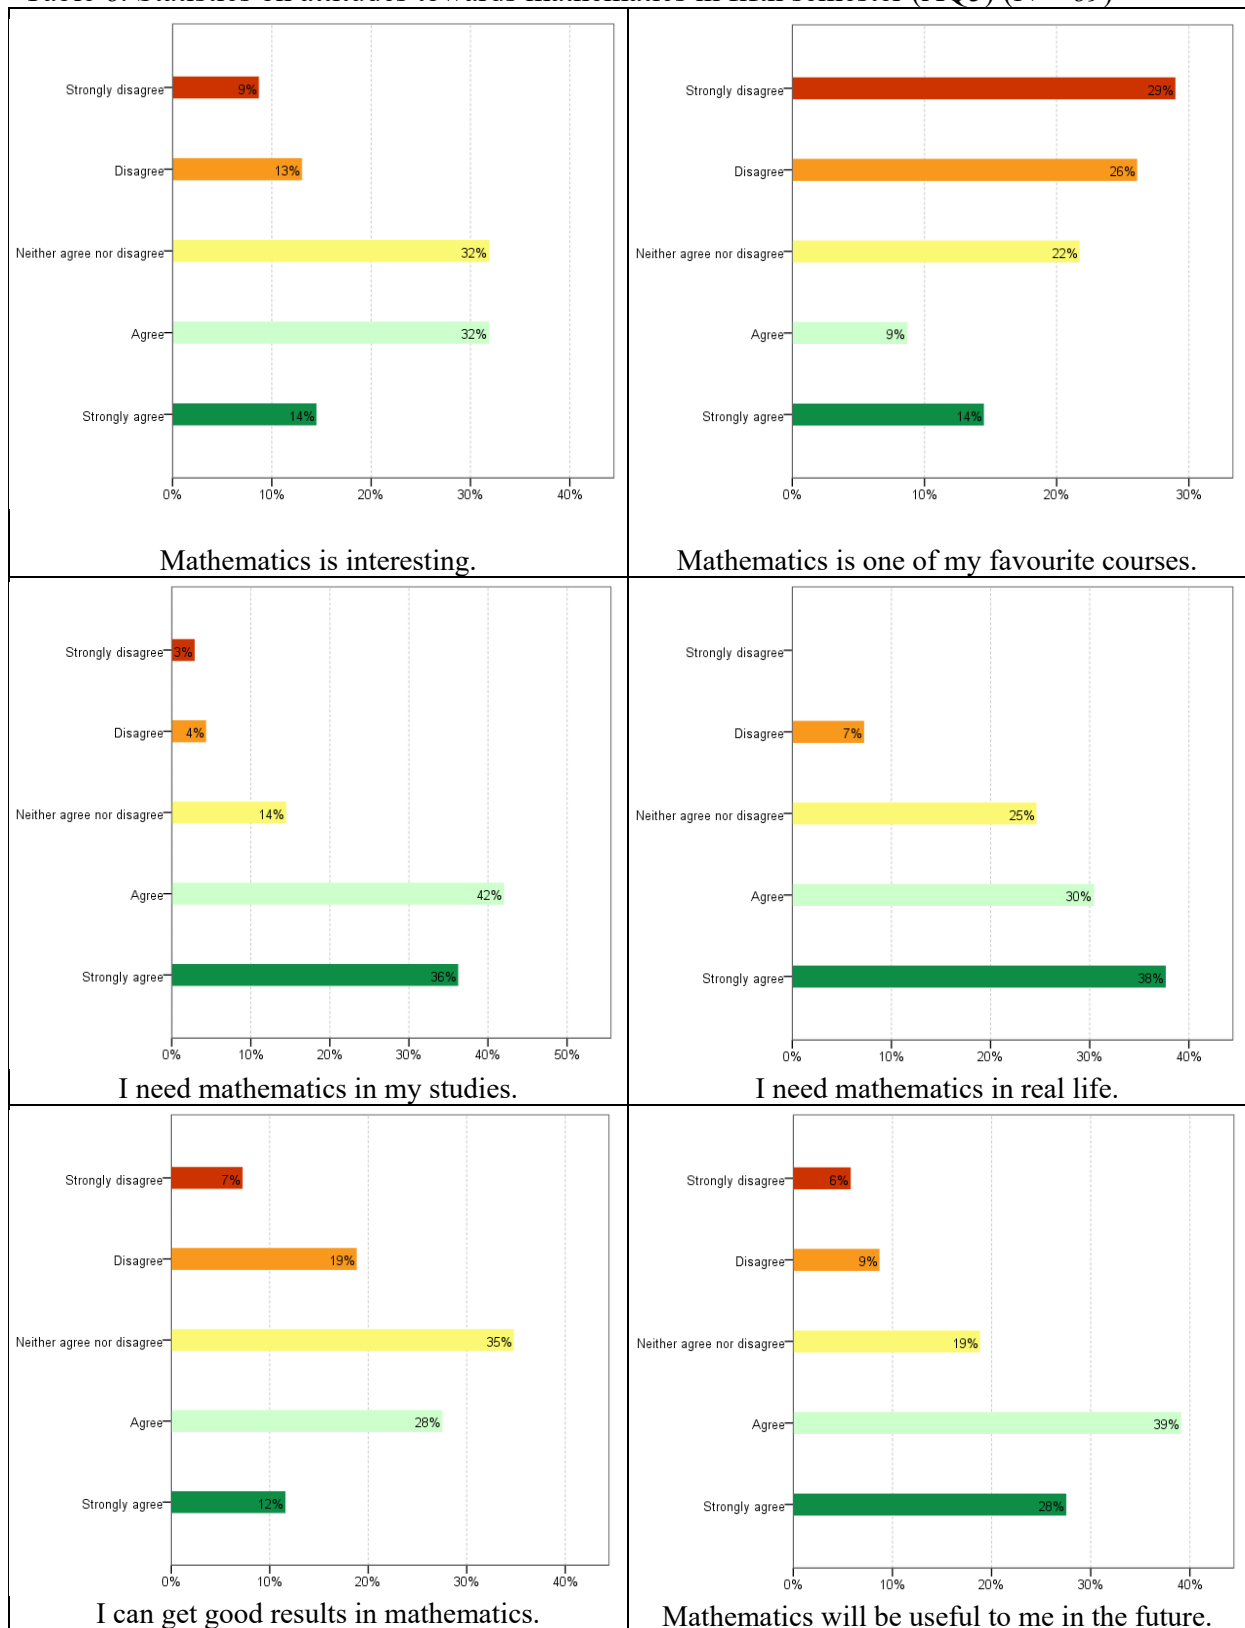 Strongly disagree 9%
Disagree 13%
Neither agree nor disagree 32%
Agree 32%
Strongly agree 14%
0% 10% 20% 30% 40%
Mathematics is interesting.
Strongly disagree 29%
Disagree 26%
Neither agree nor disagree 22%
Agree 9%
Strongly agree 14%
0% 10% 20% 30%
Mathematics is one of my favourite courses.
Strongly disagree 3%
Disagree 4%
Neither agree nor disagree 14%
Agree 42%
Strongly agree 36%
0% 10% 20% 30% 40% 50%
I need mathematics in my studies.
Strongly disagree
Disagree 7%
Neither agree nor disagree 25%
Agree 30%
Strongly agree 38%
0% 10% 20% 30% 40%
I need mathematics in real life.
Strongly disagree 7%
Disagree 19%
Neither agree nor disagree 35%
Agree 28%
Strongly agree 12%
0% 10% 20% 30% 40%
I can get good results in mathematics.
Strongly disagree 6%
Disagree 9%
Neither agree nor disagree 19%
Agree 39%
Strongly agree 28%
0% 10% 20% 30% 40%
Mathematics will be useful to me in the future.